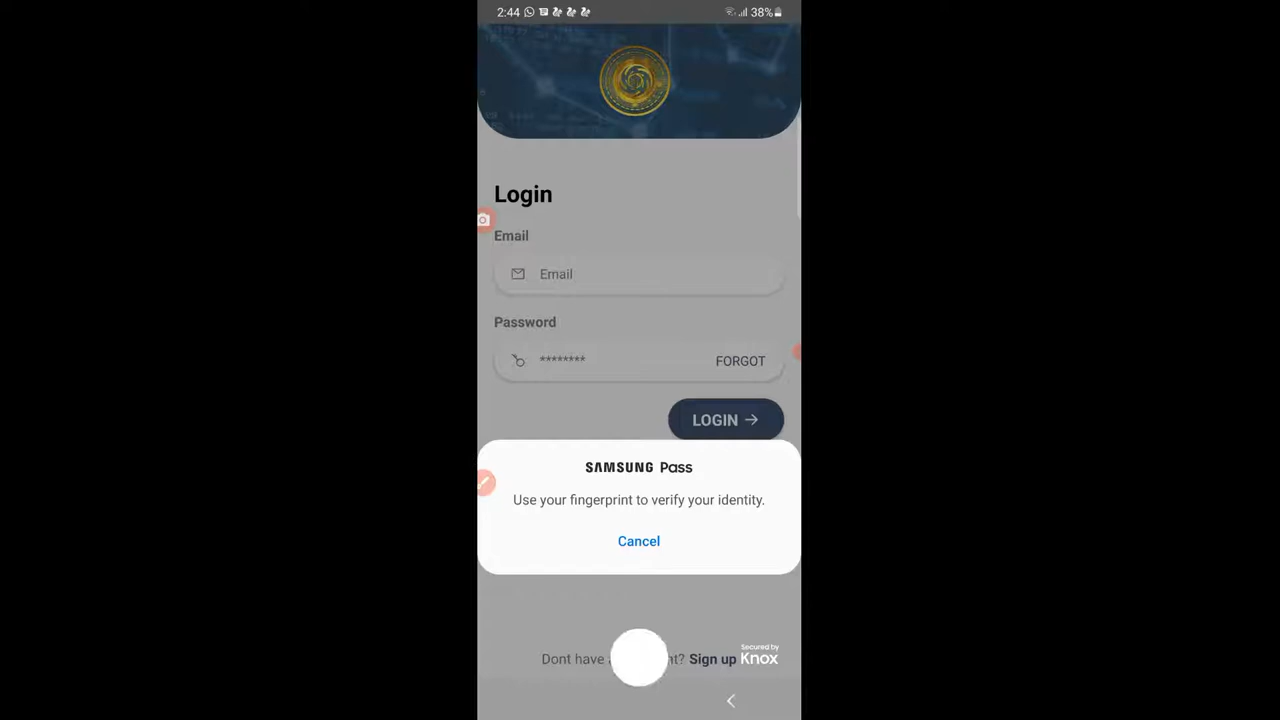 2:44 38%
Login
Email
Email
Password
******** FORGOT
LOGIN →
SAMSUNG Pass
Use your fingerprint to verify your identity.
Cancel
Dont have a nt? Sign up
Secured by
Knox